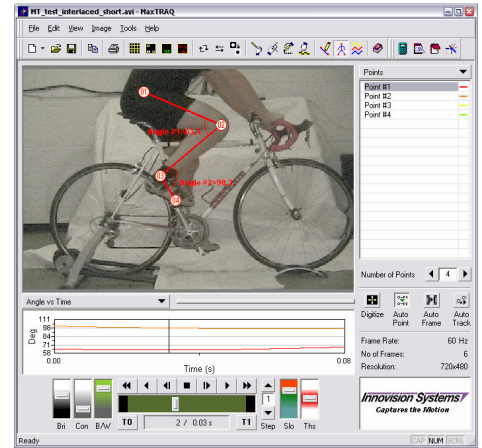 MT_test_interlaced_short.avi - MaxTRAQ
File Edit View Image Tools Help
Points
Point #1
Point #2
Point #3
Point #4
01
02
03
04
Angle #2=98.2
Number of Points 4
Digitize Auto Point Auto Frame Auto Track
Angle vs Time
Deg
111
98
84
71
58
0.00
0.08
Time (s)
Frame Rate: 60 Hz
No of Frames: 6
Resolution: 720x480
Innovision Systems
Captures the Motion
Bri Con B/W
T0 2 / 0.03 s T1
1
Step Slo Ths
Ready
CAP NUM SCRL